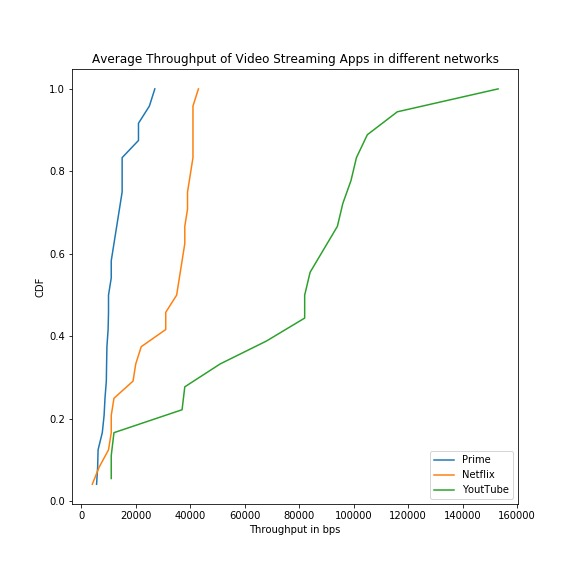 Average Throughput of Video Streaming Apps in different networks
1.0
0.8
0.6
0.4
0.2
0.0
CDF
0 20000 40000 60000 80000 100000 120000 140000 160000
Throughput in bps
Prime
Netflix
YoutTube